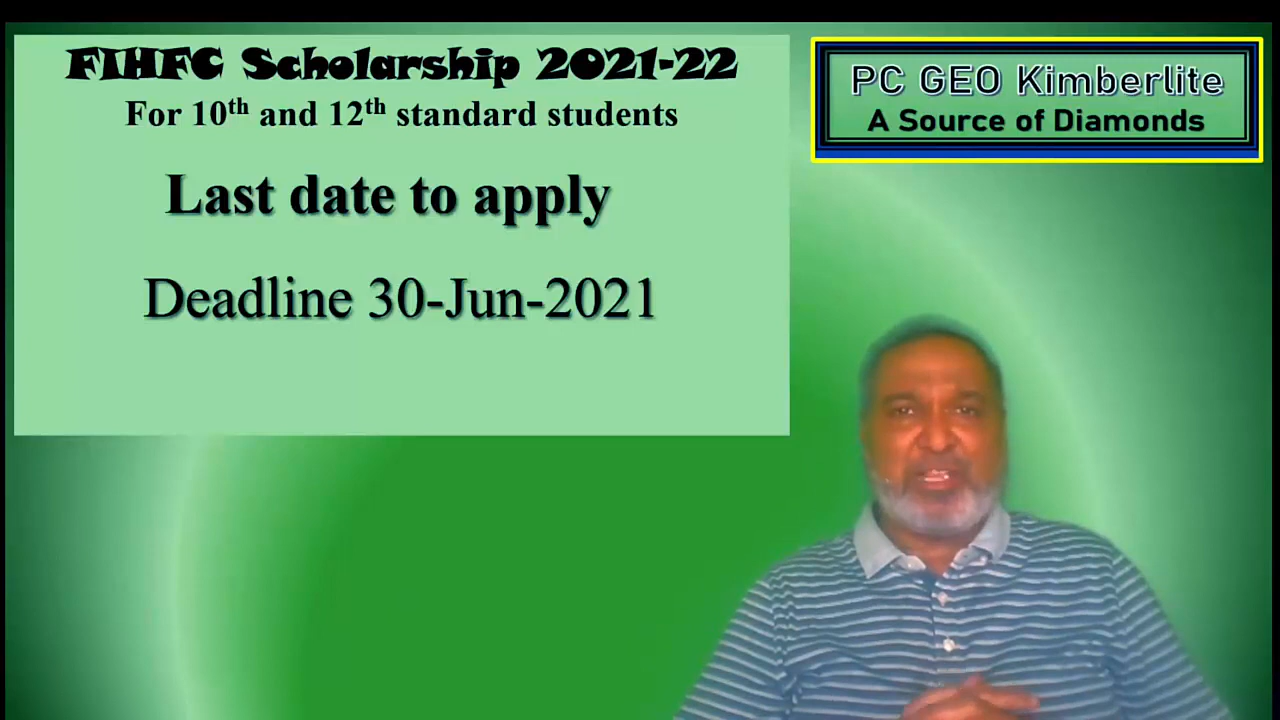 FIHFC Scholarship 2021-22
For 10th and 12th standard students
Last date to apply
Deadline 30-Jun-2021
PC GEO Kimberlite
A Source of Diamonds